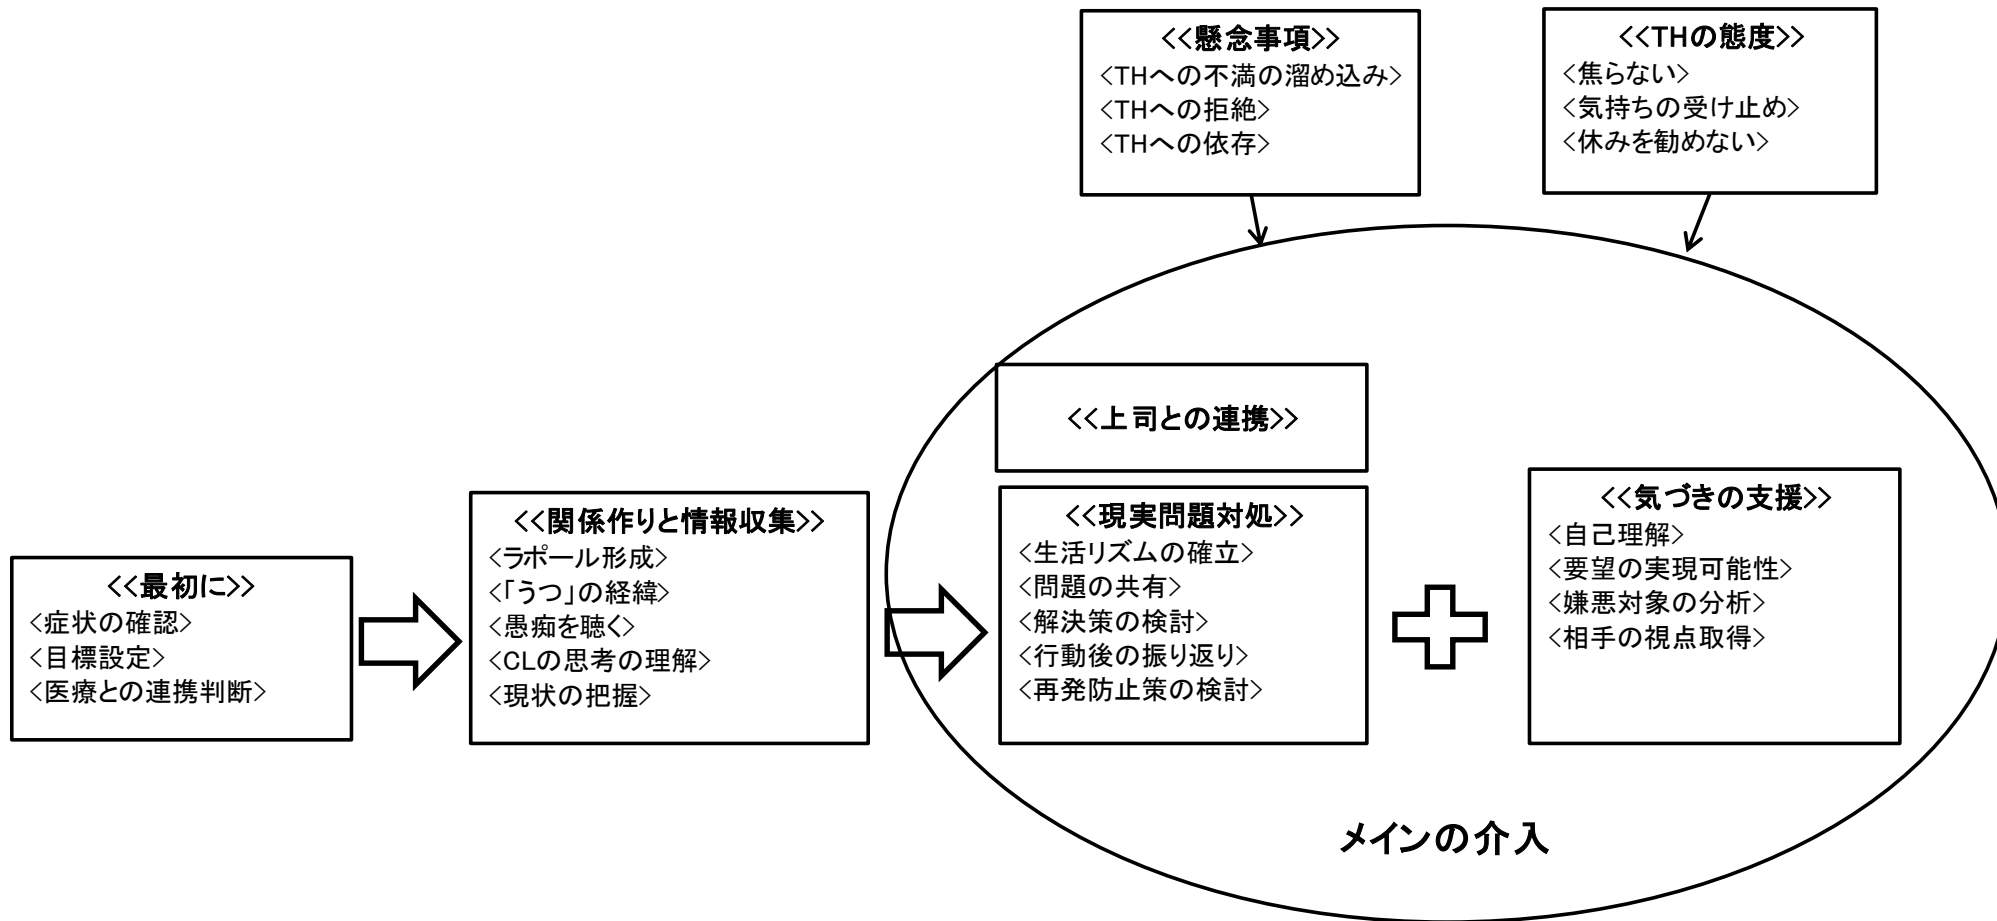 <<懸念事項>>
<THへの不満の溜め込み>
<THへの拒絶>
<THへの依存>
<<THの態度>>
<焦らない>
<気持ちの受け止め>
<休みを勧めない>
<<最初に>>
<症状の確認>
<目標設定>
<医療との連携判断>
<<関係作りと情報収集>>
<ラポール形成>
<「うつ」の経緯>
<愚痴を聴く>
<CLの思考の理解>
<現状の把握>
<<上司との連携>>
<<現実問題対処>>
<生活リズムの確立>
<問題の共有>
<解決策の検討>
<行動後の振り返り>
<再発防止策の検討>
<<気づきの支援>>
<自己理解>
<要望の実現可能性>
<嫌悪対象の分析>
<相手の視点取得>
メインの介入